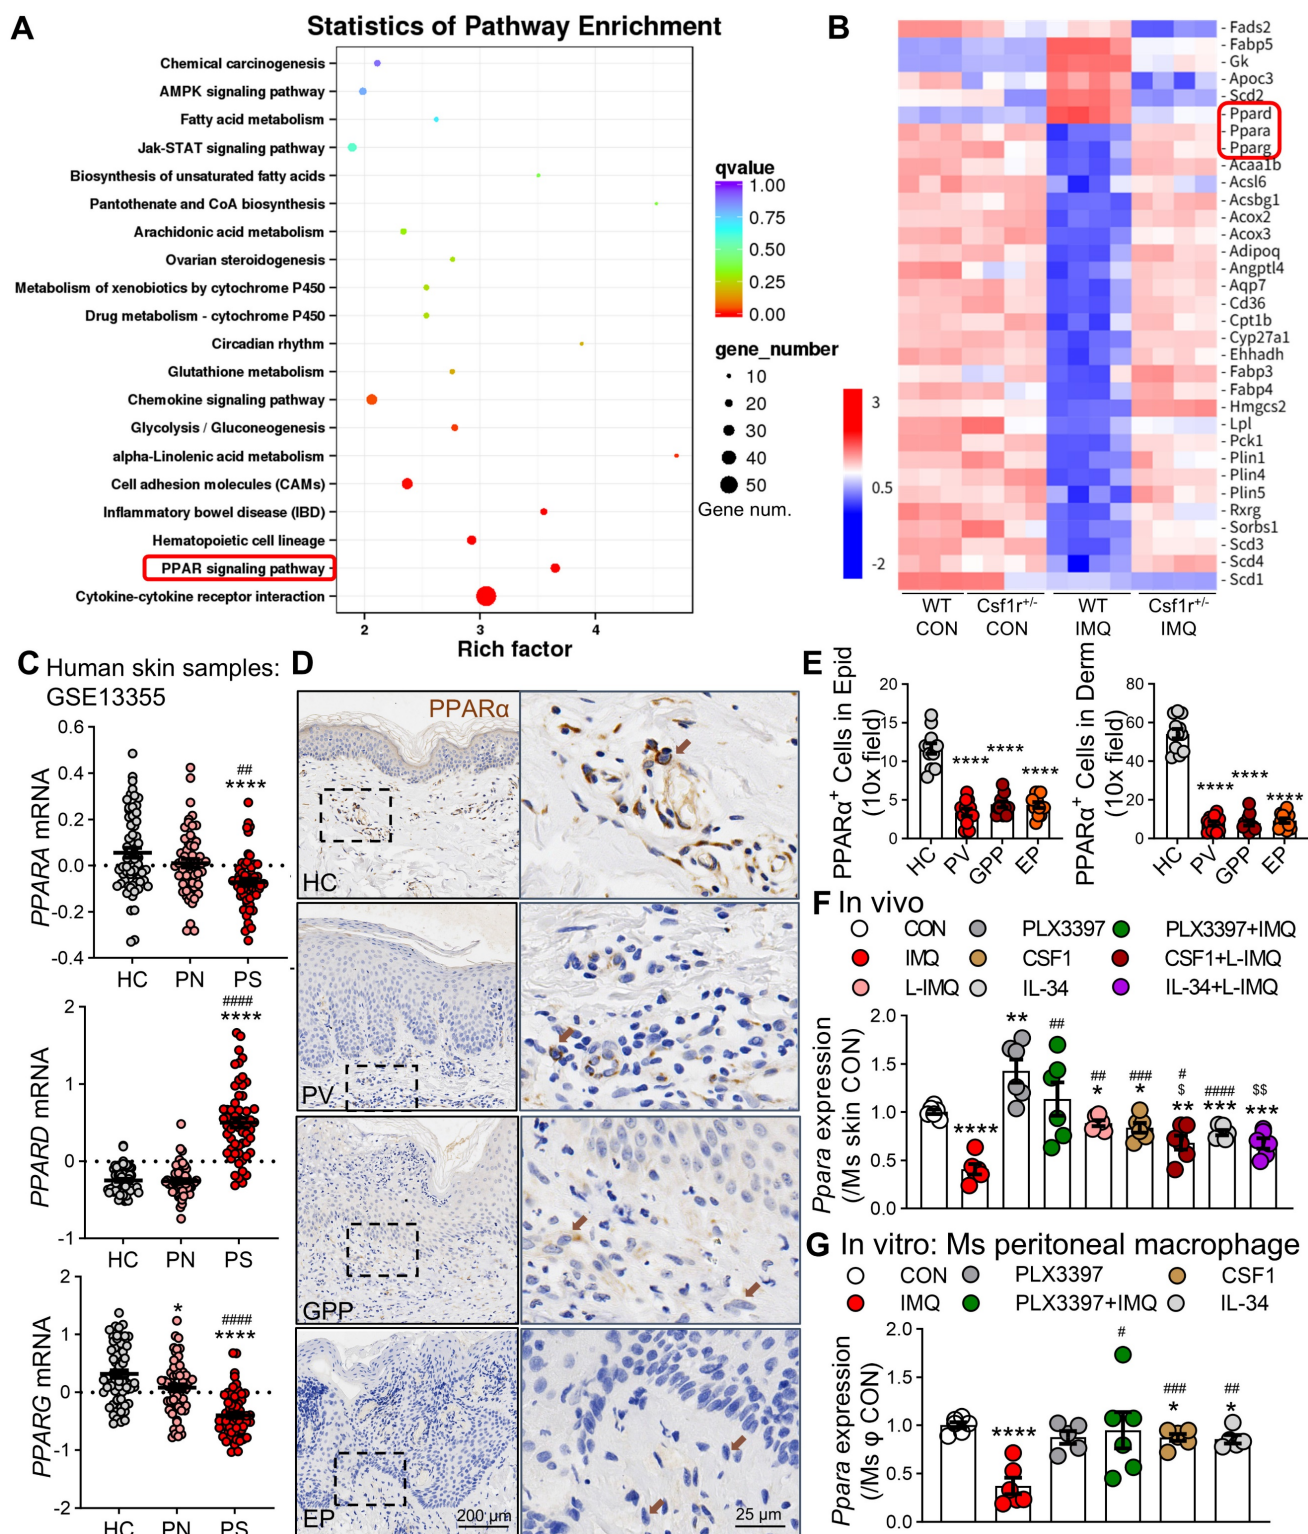 A
Statistics of Pathway Enrichment
Chemical carcinogenesis
AMPK signaling pathway
Fatty acid metabolism
Jak-STAT signaling pathway
Biosynthesis of unsaturated fatty acids
Pantothenate and CoA biosynthesis
Arachidonic acid metabolism
Ovarian steroidogenesis
Metabolism of xenobiotics by cytochrome P450
Drug metabolism - cytochrome P450
Circadian rhythm
Glutathione metabolism
Chemokine signaling pathway
Glycolysis / Gluconeogenesis
alpha-Linolenic acid metabolism
Cell adhesion molecules (CAMs)
Inflammatory bowel disease (IBD)
Hematopoietic cell lineage
PPAR signaling pathway
Cytokine-cytokine receptor interaction
2 3 4
Rich factor
qvalue
1.00
0.75
0.50
0.25
0.00
gene_number
10
20
30
40
50
Gene num.
B
- Fads2
- Fabp5
- Gk
- Apoc3
- Scd2
- Ppard
- Ppara
- Pparg
- Acaa1b
- Acsl6
- Acsbg1
- Acox2
- Acox3
- Adipoq
- Angptl4
- Aqp7
- Cd36
- Cpt1b
- Cyp27a1
- Ehhadh
- Fabp3
- Fabp4
- Hmgcs2
- Lpl
- Pck1
- Plin1
- Plin4
- Plin5
- Rxrg
- Sorbs1
- Scd3
- Scd4
- Scd1
3
0.5
-2
WT Csf1r+/- WT Csf1r+/-
CON CON IMQ IMQ
C Human skin samples:
GSE13355
PPARA mRNA
0.6
0.4
0.2
0.0
-0.2
-0.4
##
****
HC PN PS
PPARD mRNA
2
1
0
-1
####
****
HC PN PS
PPARG mRNA
2
1
0
-1
-2
*
####
****
HC PN PS
D
PPARα
HC
PV
GPP
EP
200 μm
25 μm
E
PPARα+ Cells in Epid
(10x field)
20
15
10
5
0
**** **** ****
HC PV GPP EP
PPARα+ Cells in Derm
(10x field)
80
60
40
20
0
**** **** ****
HC PV GPP EP
F In vivo
CON PLX3397 PLX3397+IMQ
IMQ CSF1 CSF1+L-IMQ
L-IMQ IL-34 IL-34+L-IMQ
Ppara expression
(/Ms skin CON)
2.0
1.5
1.0
0.5
0.0
****
**
##
##
*
###
*
#
$
**
####
***
$$
***
G In vitro: Ms peritoneal macrophage
CON PLX3397 CSF1
IMQ PLX3397+IMQ IL-34
Ppara expression
(/Ms φ CON)
2.0
1.5
1.0
0.5
0.0
****
#
###
*
##
*